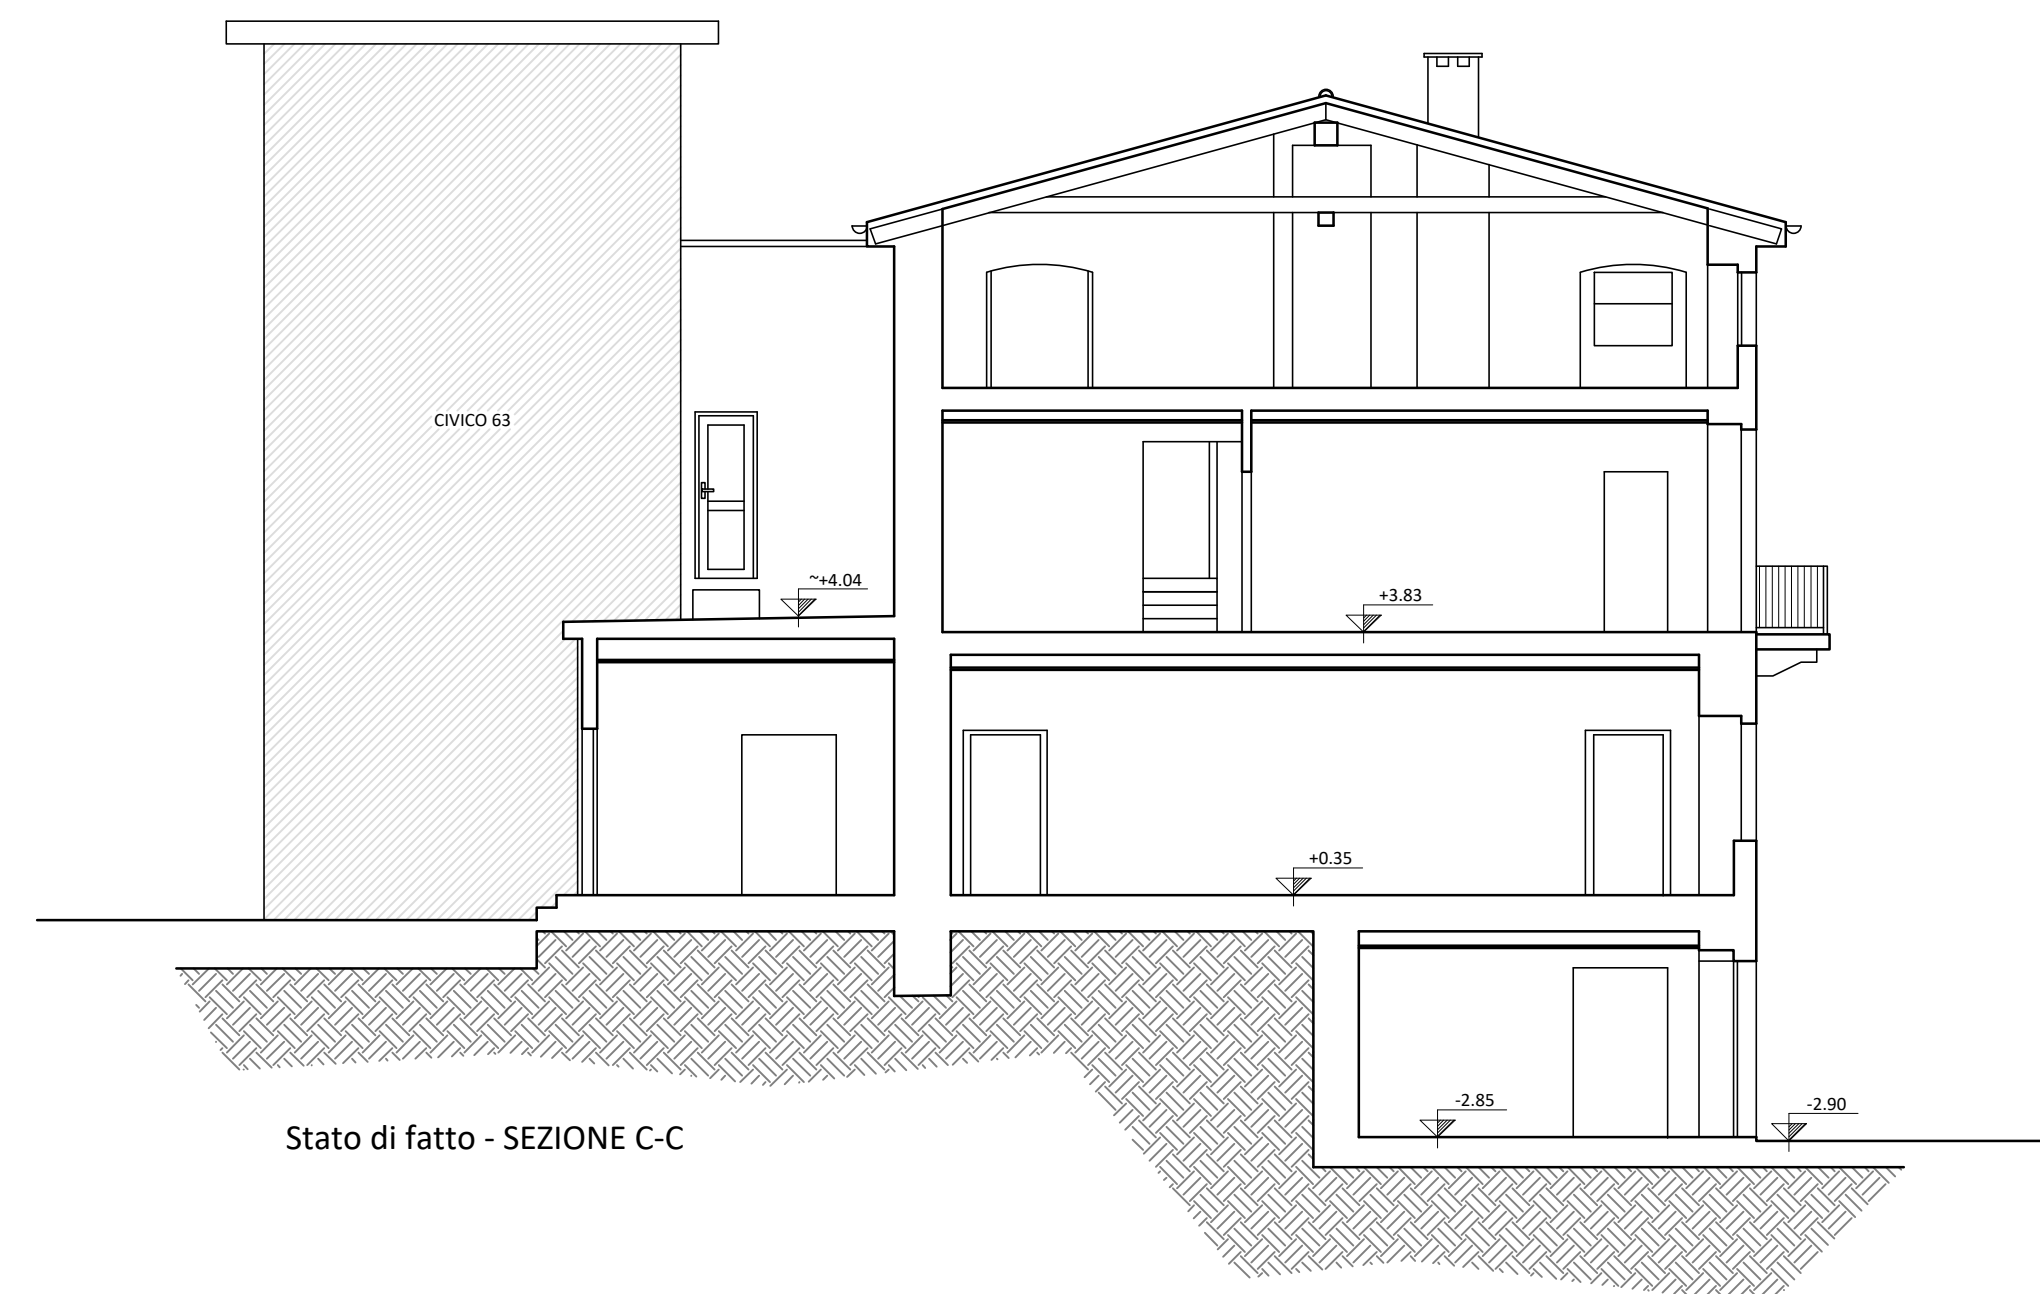 CIVICO 63
~+4.04
+3.83
+0.35
-2.85
-2.90
Stato di fatto - SEZIONE C-C